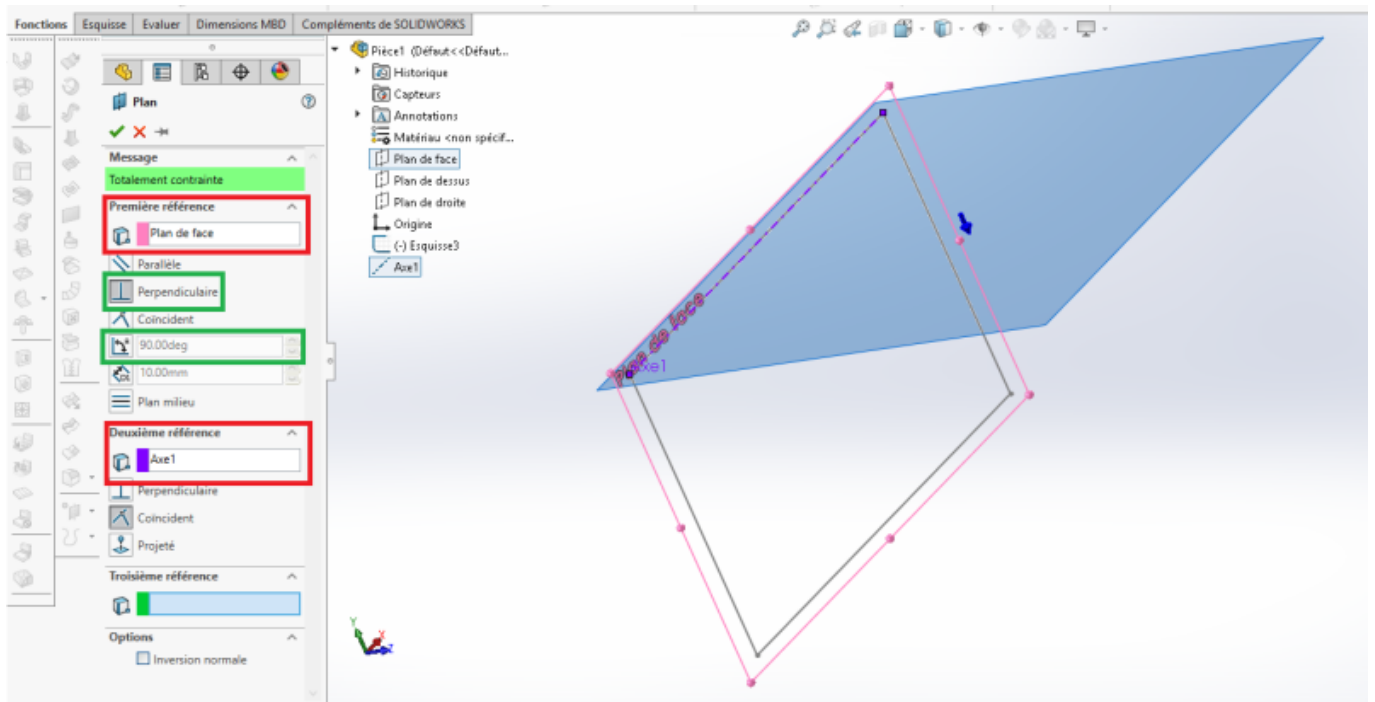 Fonctions Esquisse Evaluer Dimensions MBD Compléments de SOLIDWORKS
Plan
Message
Totalement contrainte
Première référence
Plan de face
Parallèle
Perpendiculaire
Coïncident
90.00deg
10.00mm
Plan milieu
Deuxième référence
Axe1
Perpendiculaire
Coïncident
Projeté
Troisième référence
Options
Inversion normale
Pièce1 (Défaut<<Défaut...
Historique
Capteurs
Annotations
Matériau <non spécif...
Plan de face
Plan de dessus
Plan de droite
Origine
(-) Esquisse3
Axe1
Plan de face
Axe1
Y
X
Z